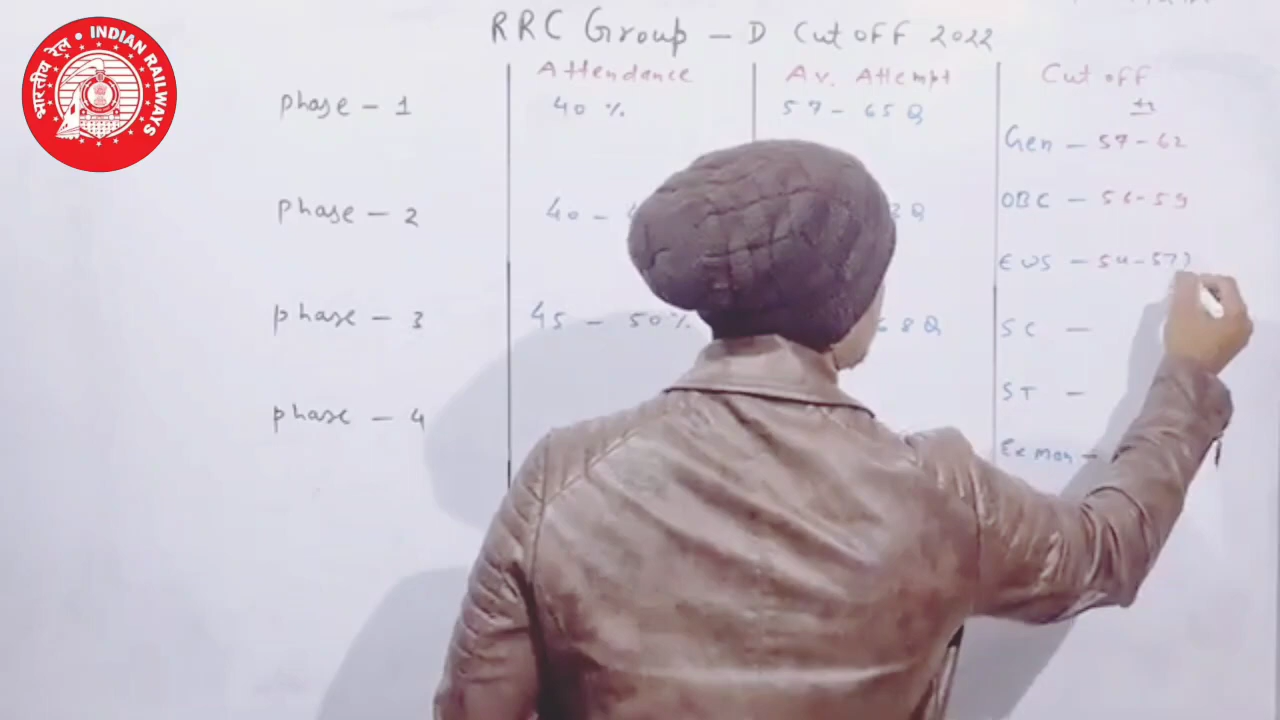 भारतीय रेल • INDIAN RAILWAYS
RRC Group - D Cut off 2022
Attendance Av. Attempt Cut off
phase - 1 40 % 57 - 65 Q
Gen - 57 - 62
phase - 2 40 -
OBC - 56 - 59
EWS - 54 - 57
phase - 3 45 - 50 % 68 Q
SC -
ST -
phase - 4
Ex man -